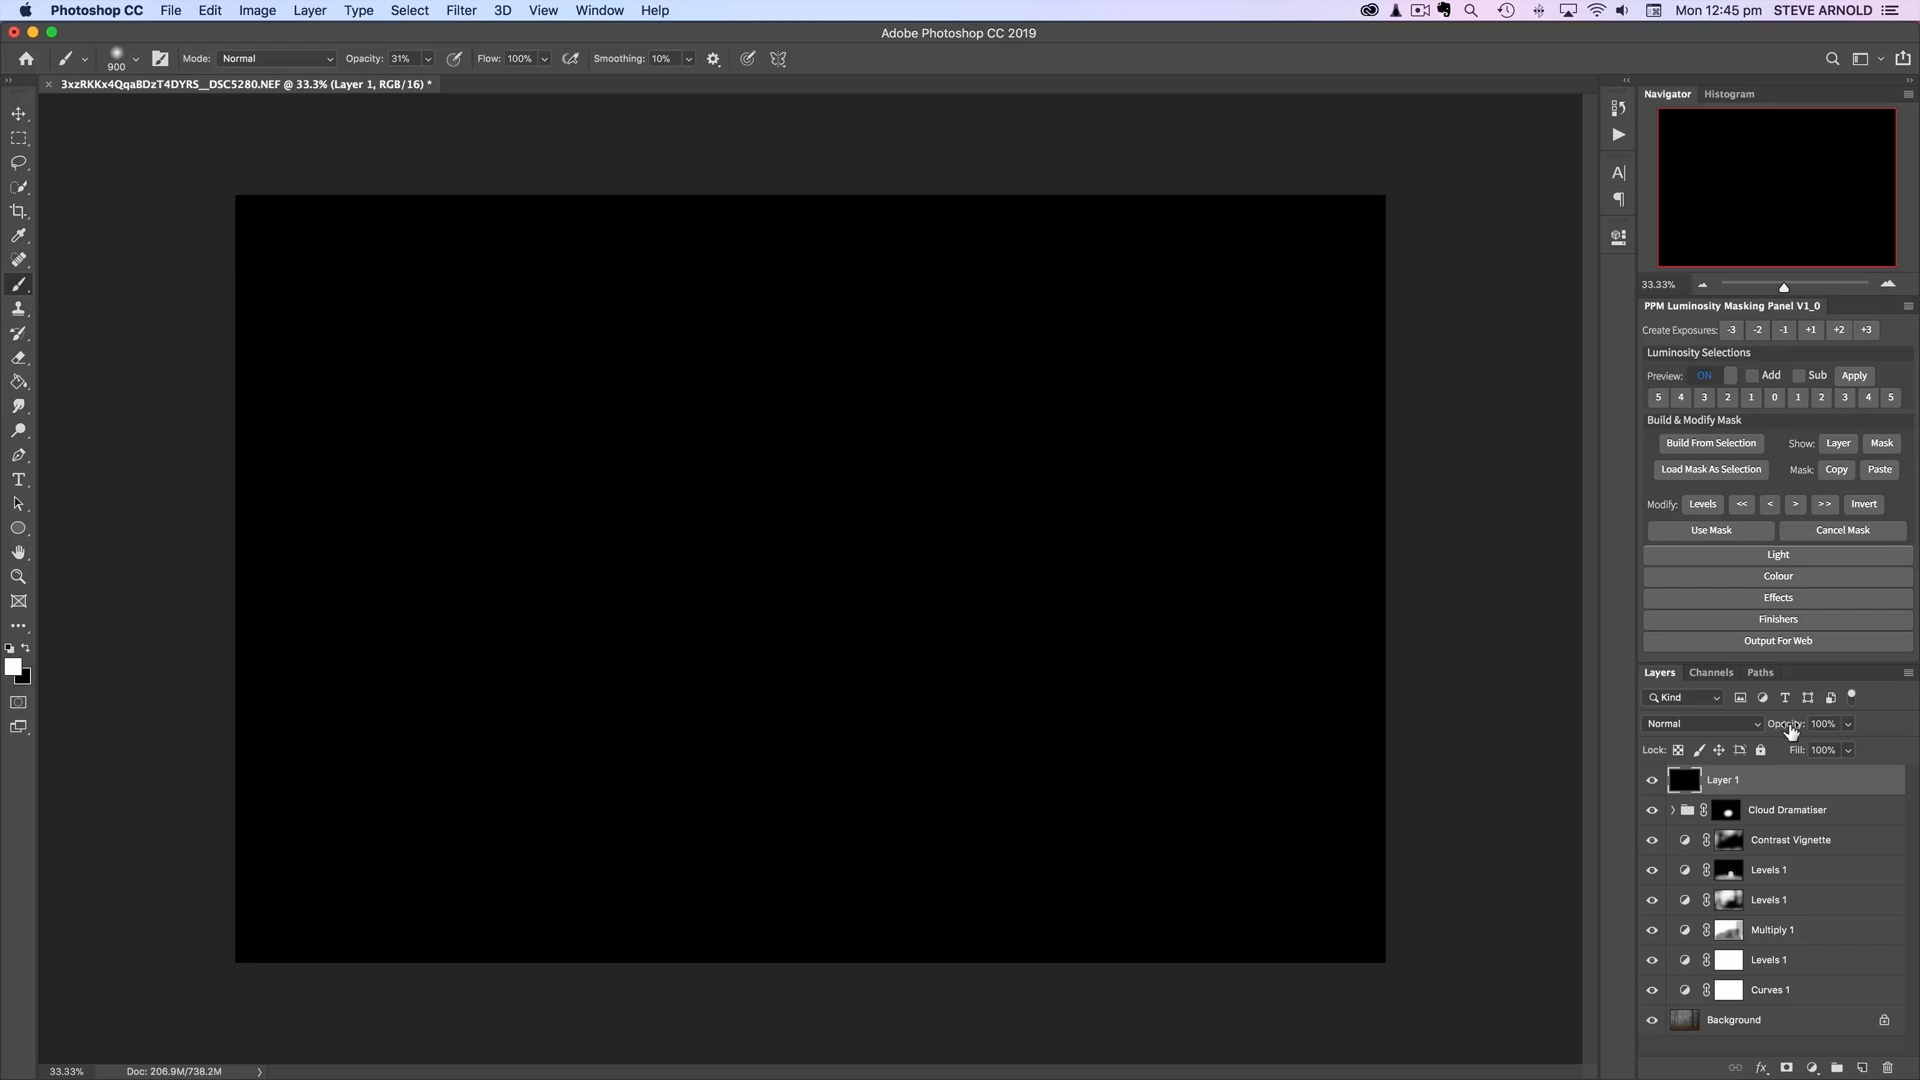 Photoshop CC File Edit Image Layer Type Select Filter 3D View Window Help Mon 12:45 pm STEVE ARNOLD
Adobe Photoshop CC 2019
900 Mode: Normal Opacity: 31% Flow: 100% Smoothing: 10%
3xzRKKx4QqaBDzT4DYRS__DSC5280.NEF @ 33.3% (Layer 1, RGB/16) *
Navigator Histogram
33.33%
PPM Luminosity Masking Panel V1_0
Create Exposures: -3 -2 -1 +1 +2 +3
Luminosity Selections
Preview: ON Add Sub Apply
5 4 3 2 1 0 1 2 3 4 5
Build & Modify Mask
Build From Selection Show: Layer Mask
Load Mask As Selection Mask: Copy Paste
Modify: Levels << < > >> Invert
Use Mask Cancel Mask
Light
Colour
Effects
Finishers
Output For Web
Layers Channels Paths
Kind
Normal Opacity: 100%
Lock: Fill: 100%
Layer 1
Cloud Dramatiser
Contrast Vignette
Levels 1
Levels 1
Multiply 1
Levels 1
Curves 1
Background
33.33% Doc: 206.9M/738.2M